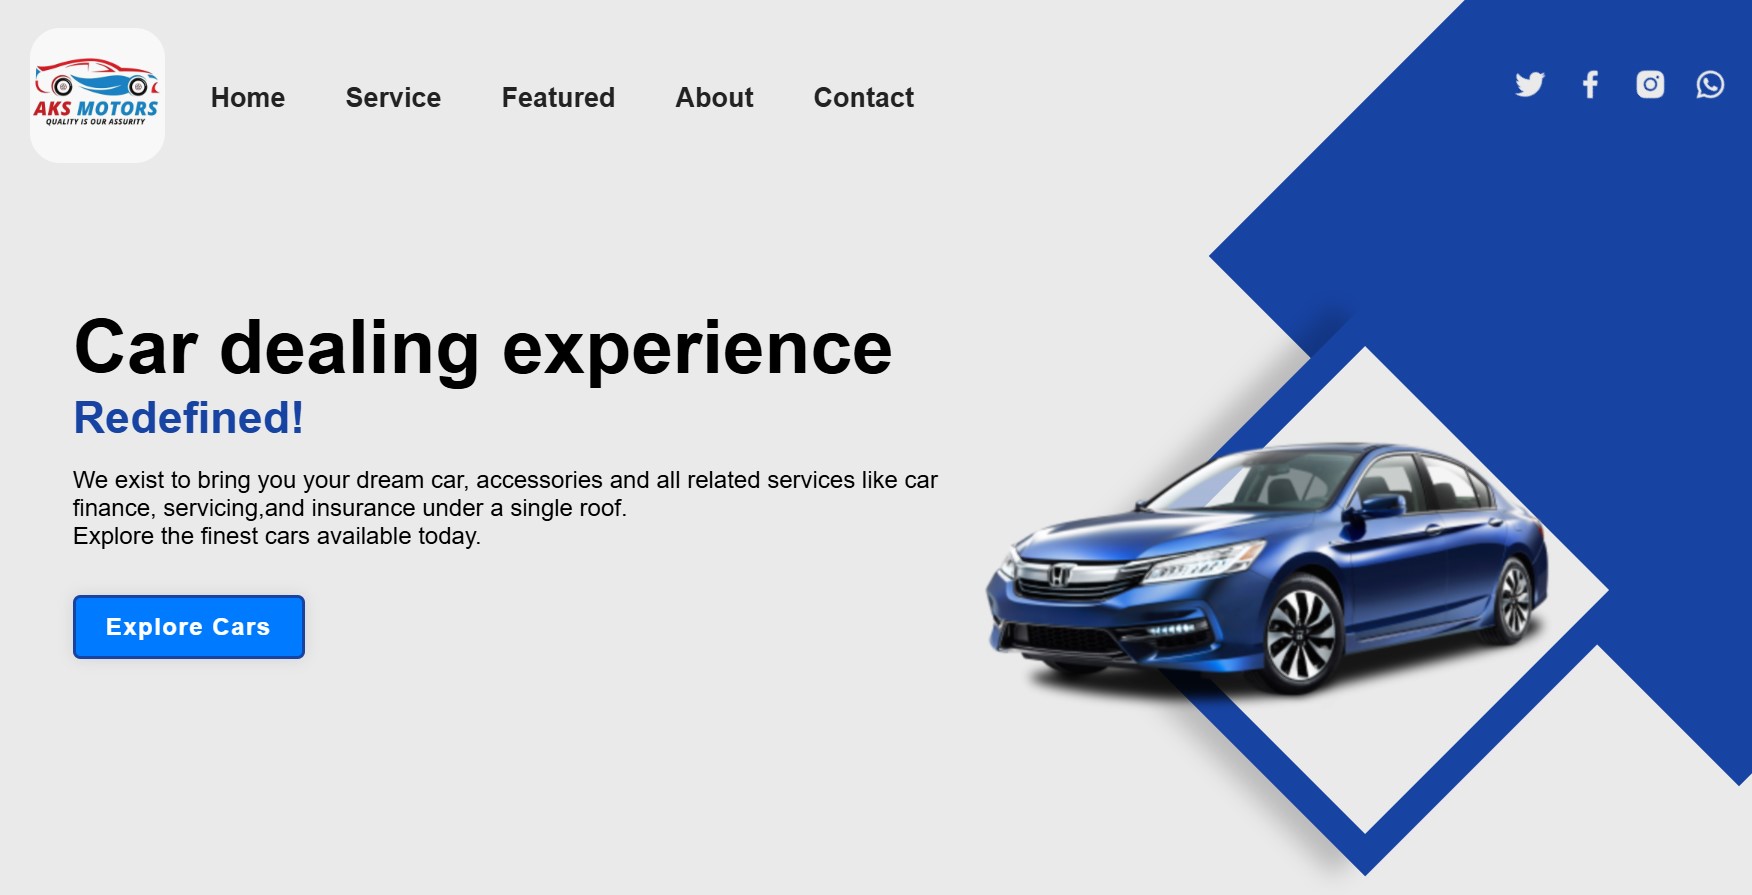 AKS MOTORS
QUALITY IS OUR ASSURITY
Home Service Featured About Contact
Car dealing experience
Redefined!
We exist to bring you your dream car, accessories and all related services like car
finance, servicing,and insurance under a single roof.
Explore the finest cars available today.
Explore Cars